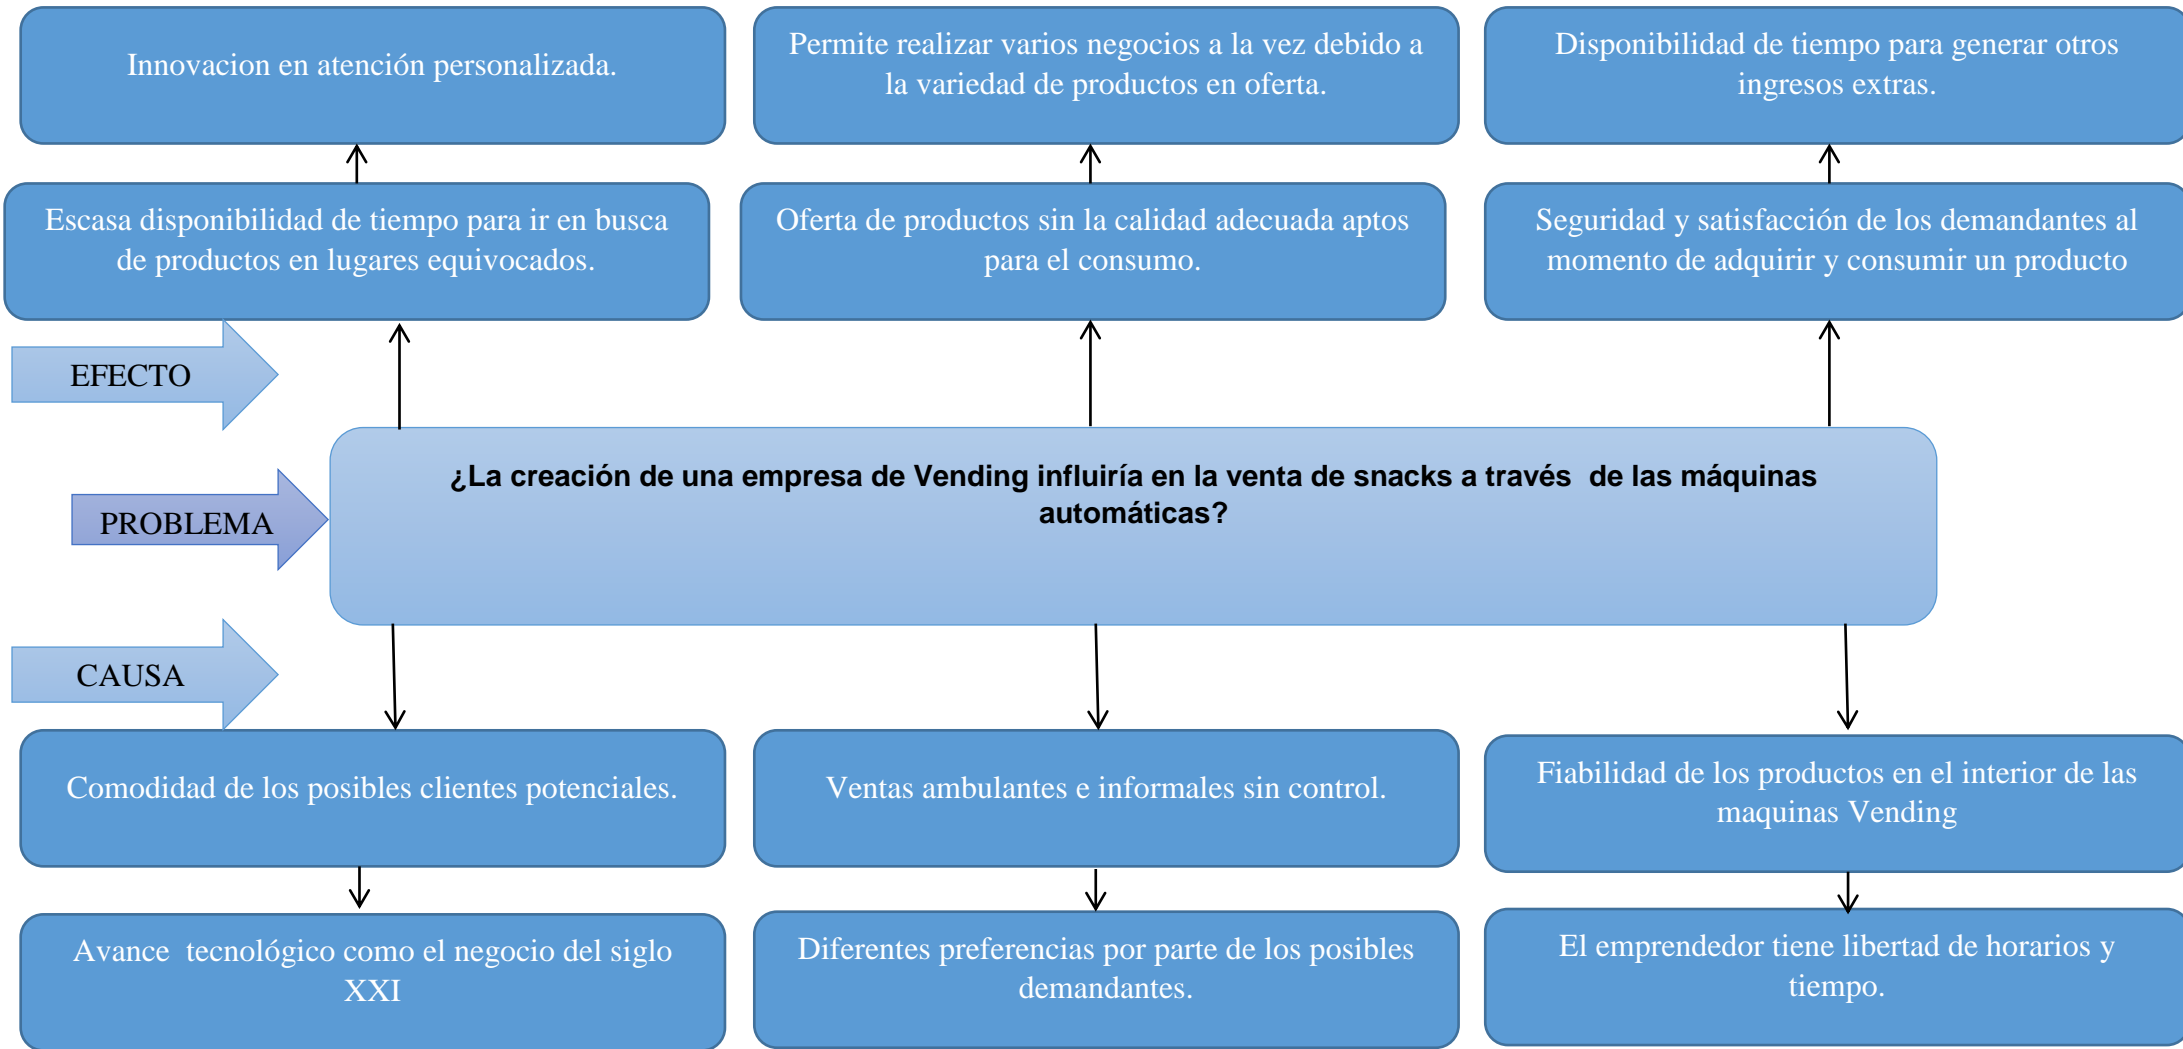 Innovacion en atención personalizada.
Permite realizar varios negocios a la vez debido a
la variedad de productos en oferta.
Disponibilidad de tiempo para generar otros
ingresos extras.
Escasa disponibilidad de tiempo para ir en busca
de productos en lugares equivocados.
Oferta de productos sin la calidad adecuada aptos
para el consumo.
Seguridad y satisfacción de los demandantes al
momento de adquirir y consumir un producto
EFECTO
¿La creación de una empresa de Vending influiría en la venta de snacks a través  de las máquinas
automáticas?
PROBLEMA
CAUSA
Comodidad de los posibles clientes potenciales.
Ventas ambulantes e informales sin control.
Fiabilidad de los productos en el interior de las
maquinas Vending
Avance  tecnológico como el negocio del siglo
XXI
Diferentes preferencias por parte de los posibles
demandantes.
El emprendedor tiene libertad de horarios y
tiempo.